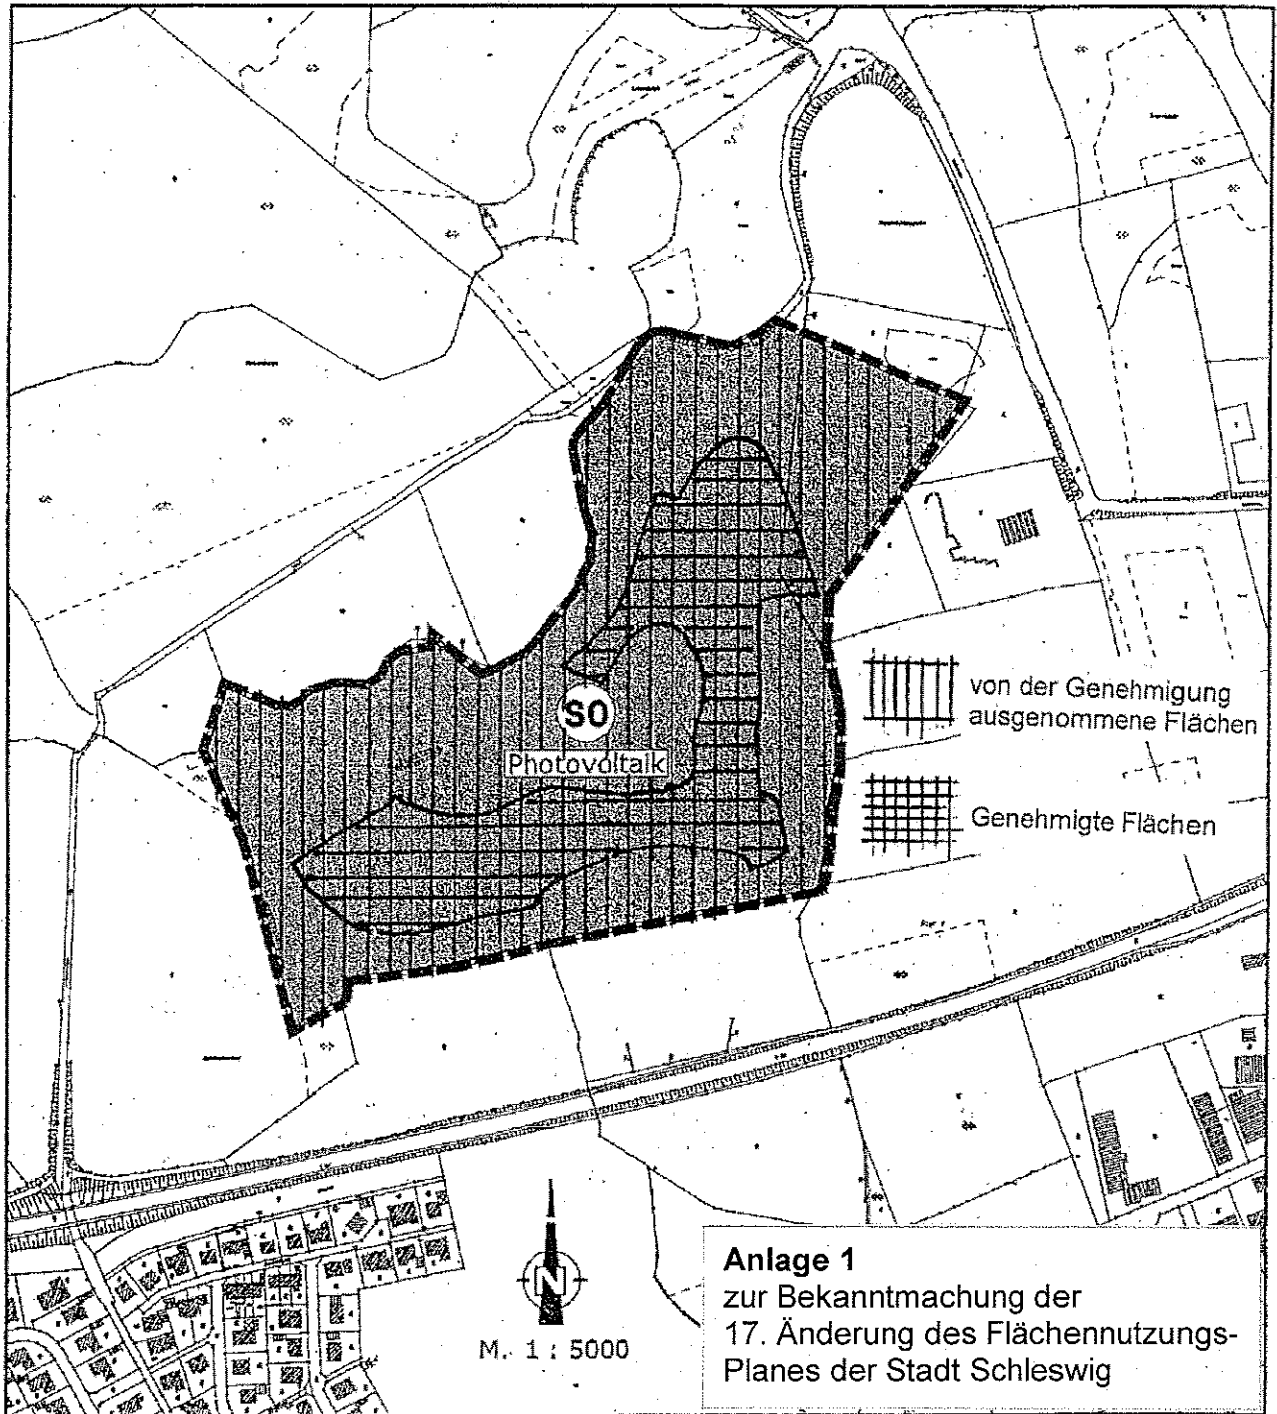 SO
Photovoltaik
von der Genehmigung
ausgenommene Flächen
Genehmigte Flächen
N
M. 1 : 5000
Anlage 1
zur Bekanntmachung der
17. Änderung des Flächennutzungs-
Planes der Stadt Schleswig